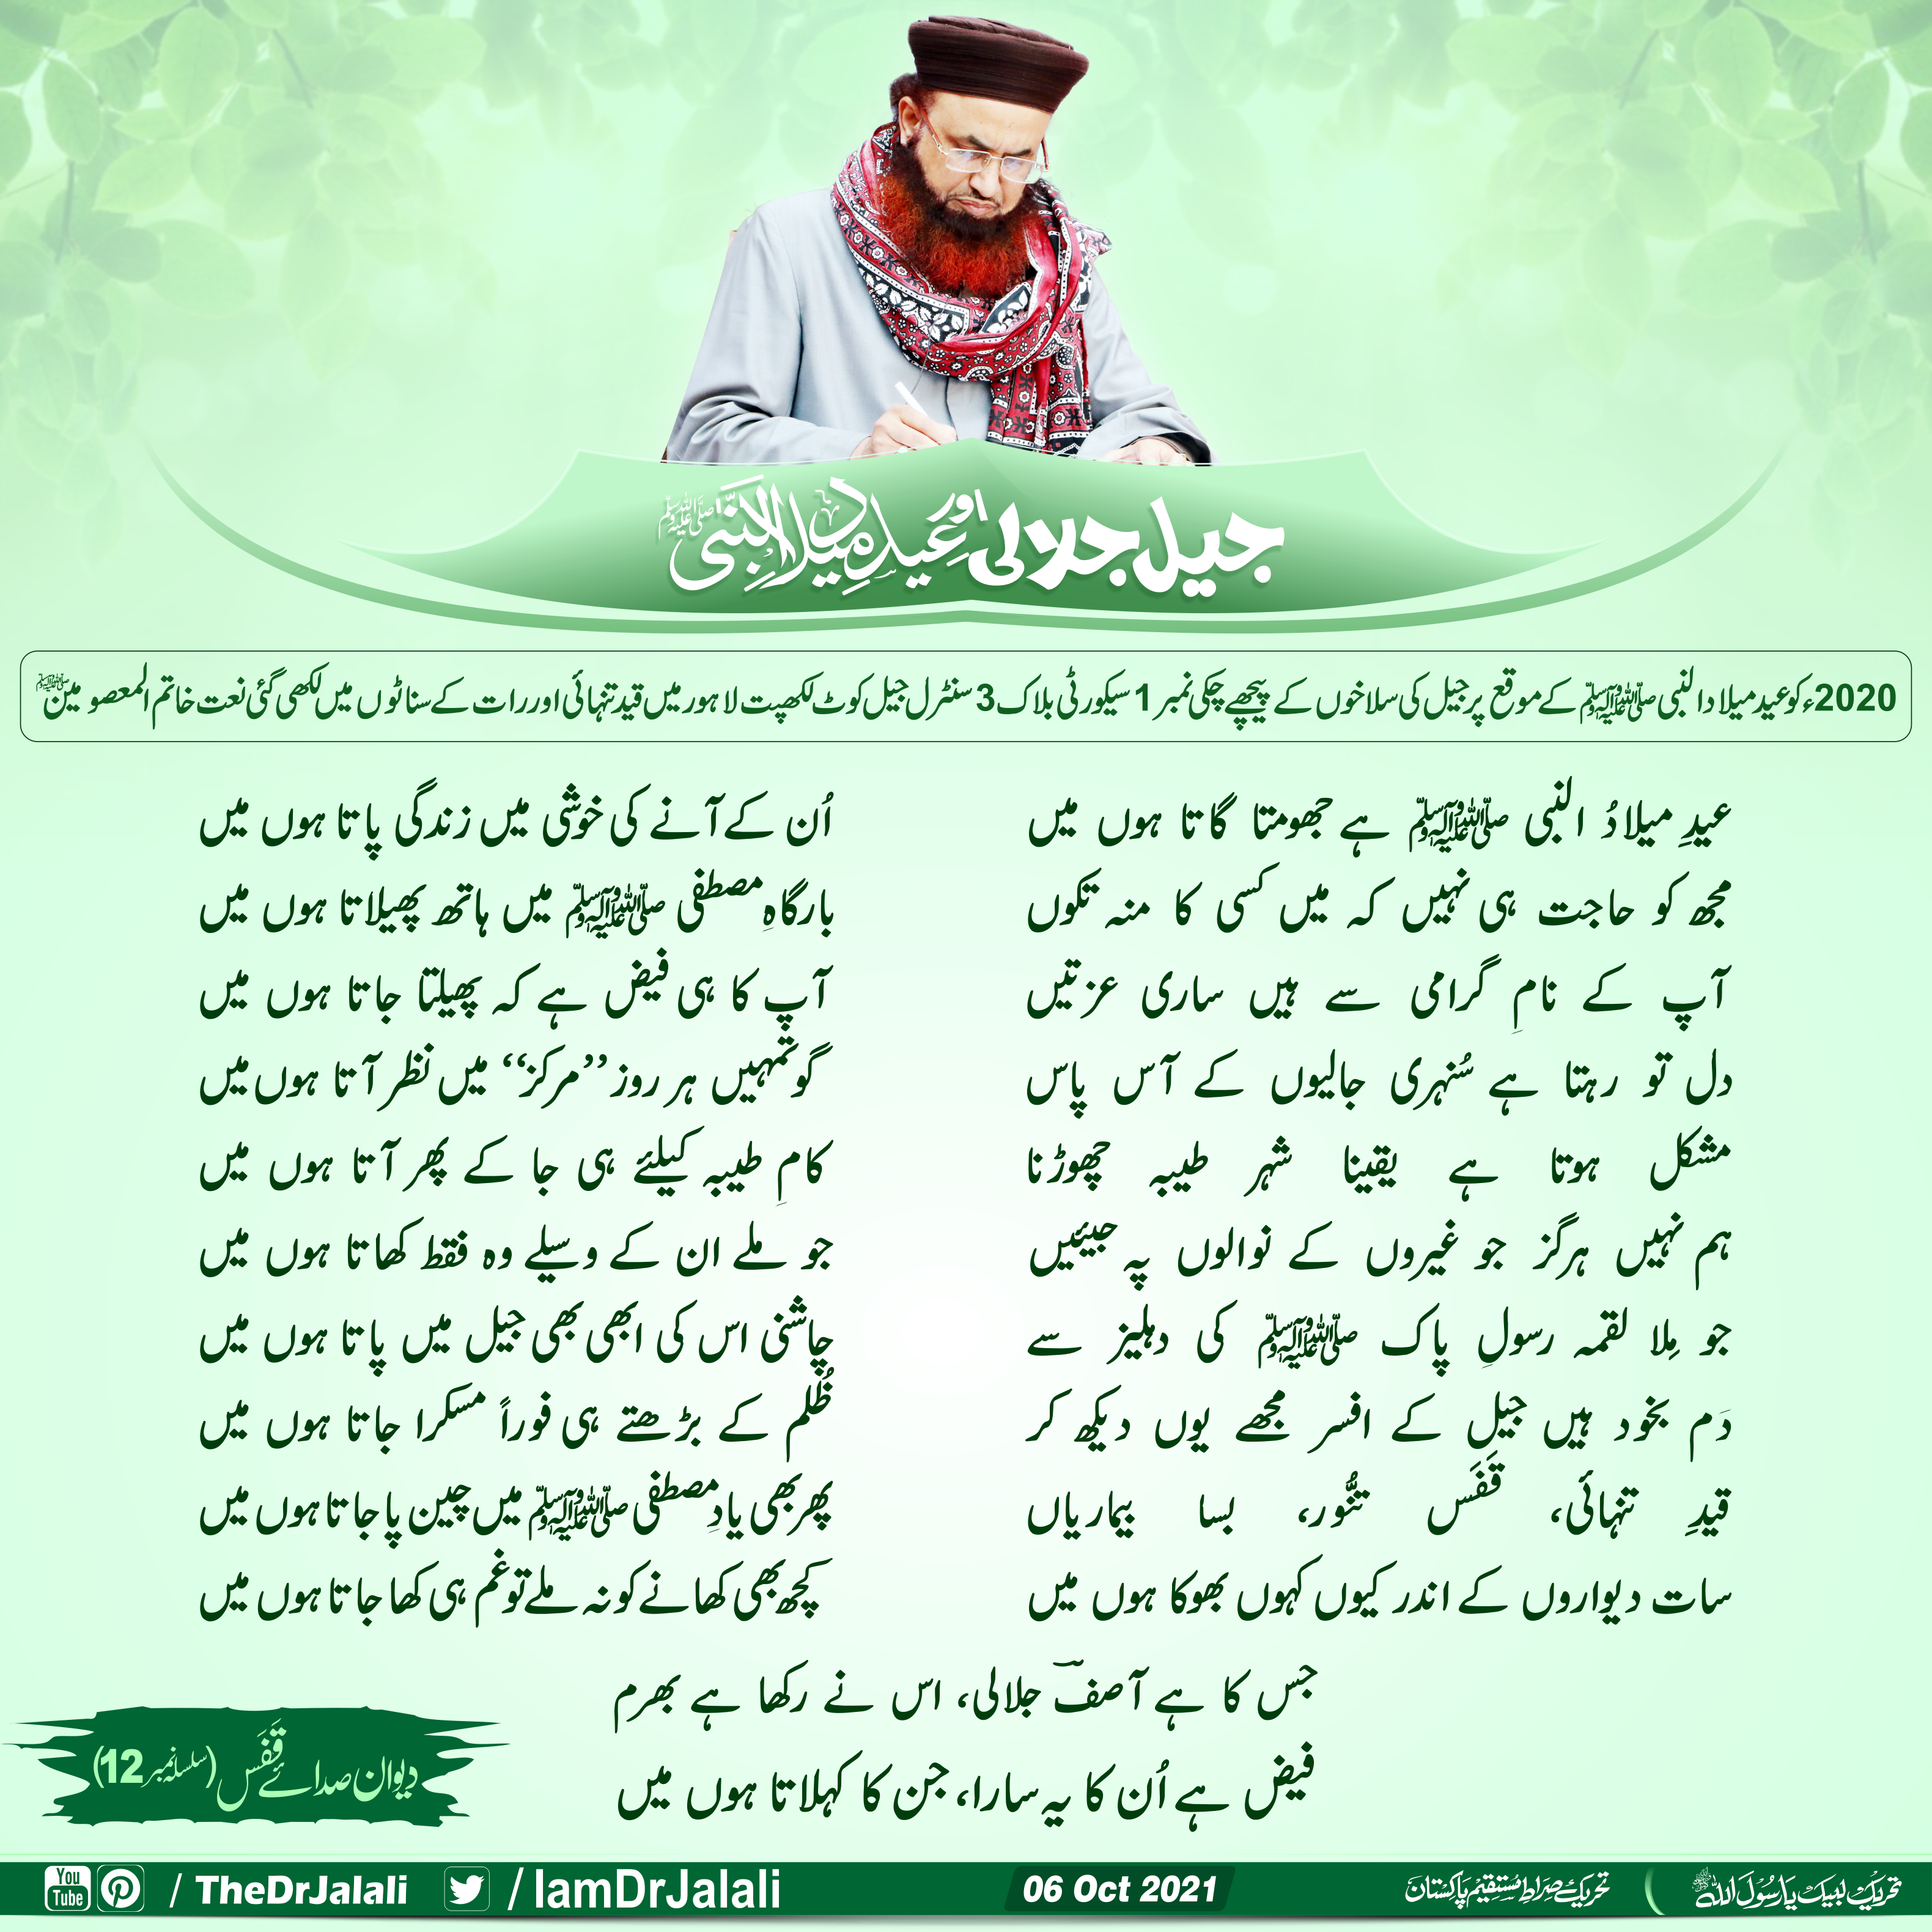 جیل جلالی اور عیدِ میلاد النبی ﷺ
2020ء کو عید میلاد النبی ﷺ کے موقع پر جیل کی سلاخوں کے پیچھے چکی نمبر 1 سیکورٹی بلاک 3 سنٹرل جیل کوٹ لکھپت لاہور میں قید تنہائی اور رات کے سناٹوں میں لکھی گئی نعت خاتم المعصومین ﷺ
عیدِ میلادُ النبی ﷺ ہے جھومتا گاتا ہوں میں اُن کے آنے کی خوشی میں زندگی پاتا ہوں میں
مجھ کو حاجت ہی نہیں کہ میں کسی کا منہ تکوں بارگاہِ مصطفی ﷺ میں ہاتھ پھیلاتا ہوں میں
آپ کے نامِ گرامی سے ہیں ساری عزتیں آپ کا ہی فیض ہے کہ پھیلتا جاتا ہوں میں
دل تو رہتا ہے سُنہری جالیوں کے آس پاس گو تمہیں ہر روز ”مرکز“ میں نظر آتا ہوں میں
مشکل ہوتا ہے یقینا شہر طیبہ چھوڑنا کامِ طیبہ کیلئے ہی جا کے پھر آتا ہوں میں
ہم نہیں ہرگز جو غیروں کے نوالوں پہ جیئیں جو ملے ان کے وسیلے وہ فقط کھاتا ہوں میں
جو مِلا لقمہ رسولِ پاک ﷺ کی دہلیز سے چاشنی اس کی ابھی بھی جیل میں پاتا ہوں میں
دَم بخود ہیں جیل کے افسر مجھے یوں دیکھ کر ظُلم کے بڑھتے ہی فوراً مسکرا جاتا ہوں میں
قیدِ تنہائی، قَفَس تنُّور، بسا بیماریاں پھر بھی یادِ مصطفی ﷺ میں چین پا جاتا ہوں میں
سات دیواروں کے اندر کیوں کہوں بھوکا ہوں میں کچھ بھی کھانے کو نہ ملے تو غم ہی کھا جاتا ہوں میں
جس کا ہے آصفؔ جلالی، اس نے رکھا ہے بھرم
فیض ہے اُن کا یہ سارا، جن کا کہلاتا ہوں میں
دیوان صدائے قَفَس (سلسلہ نمبر 12)
You Tube / TheDrJalali / IamDrJalali 06 Oct 2021 تحریک صراط مستقیم پاکستان تحریک لبیک یا رسول اللہ ﷺ